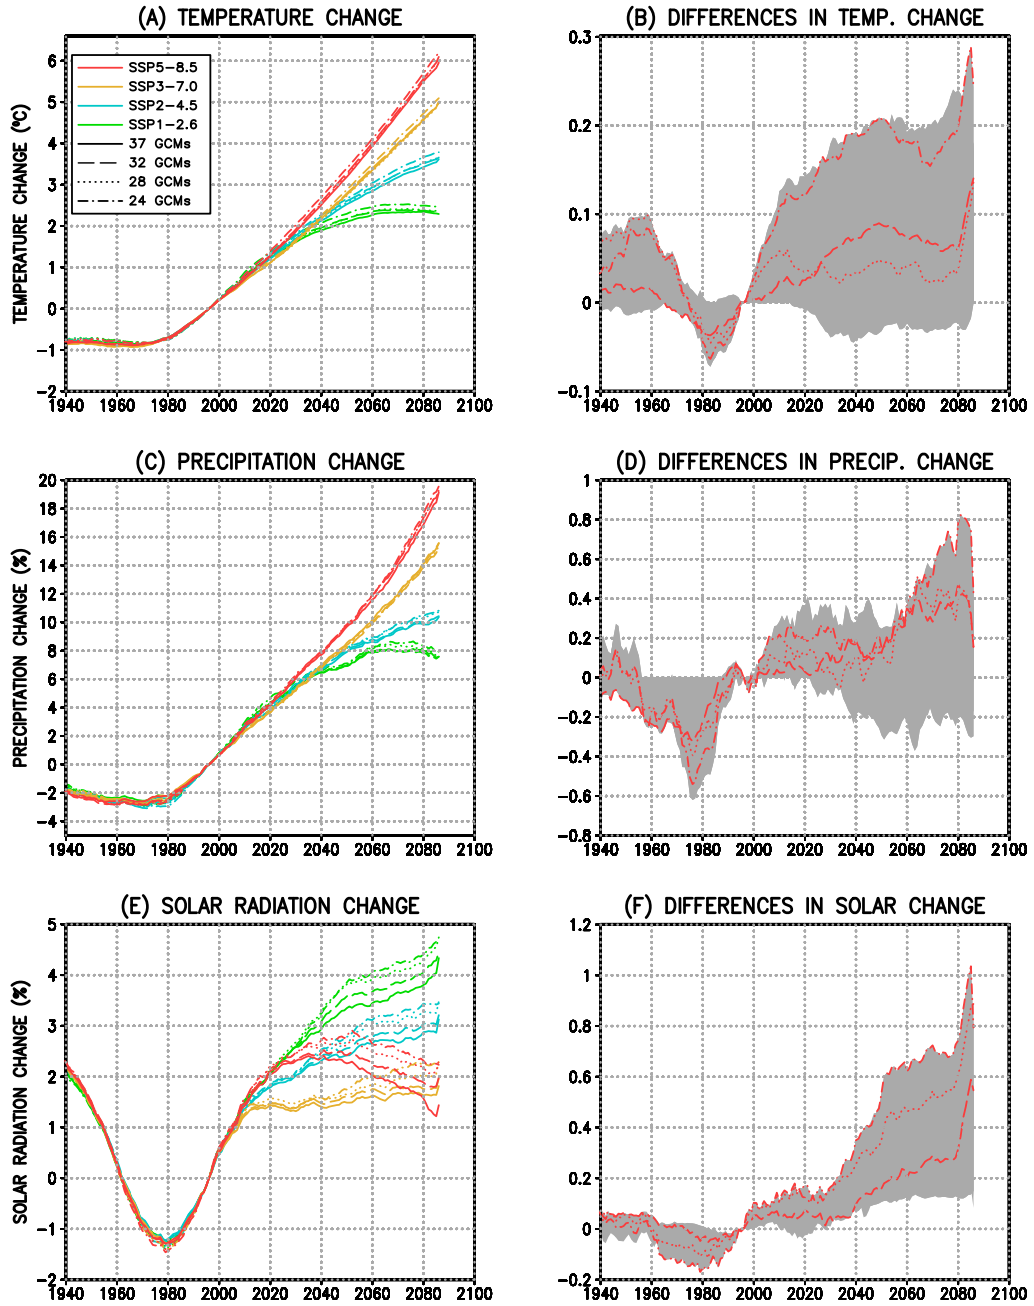 (A) TEMPERATURE CHANGE
TEMPERATURE CHANGE (°C)
6
5
4
3
2
1
0
−1
−2
SSP5−8.5
SSP3−7.0
SSP2−4.5
SSP1−2.6
37 GCMs
32 GCMs
28 GCMs
24 GCMs
1940 1960 1980 2000 2020 2040 2060 2080 2100
(B) DIFFERENCES IN TEMP. CHANGE
0.3
0.2
0.1
0
−0.1
1940 1960 1980 2000 2020 2040 2060 2080 2100
(C) PRECIPITATION CHANGE
PRECIPITATION CHANGE (%)
20
18
16
14
12
10
8
6
4
2
0
−2
−4
1940 1960 1980 2000 2020 2040 2060 2080 2100
(D) DIFFERENCES IN PRECIP. CHANGE
1
0.8
0.6
0.4
0.2
0
−0.2
−0.4
−0.6
−0.8
1940 1960 1980 2000 2020 2040 2060 2080 2100
(E) SOLAR RADIATION CHANGE
SOLAR RADIATION CHANGE (%)
5
4
3
2
1
0
−1
−2
1940 1960 1980 2000 2020 2040 2060 2080 2100
(F) DIFFERENCES IN SOLAR CHANGE
1.2
1
0.8
0.6
0.4
0.2
0
−0.2
1940 1960 1980 2000 2020 2040 2060 2080 2100